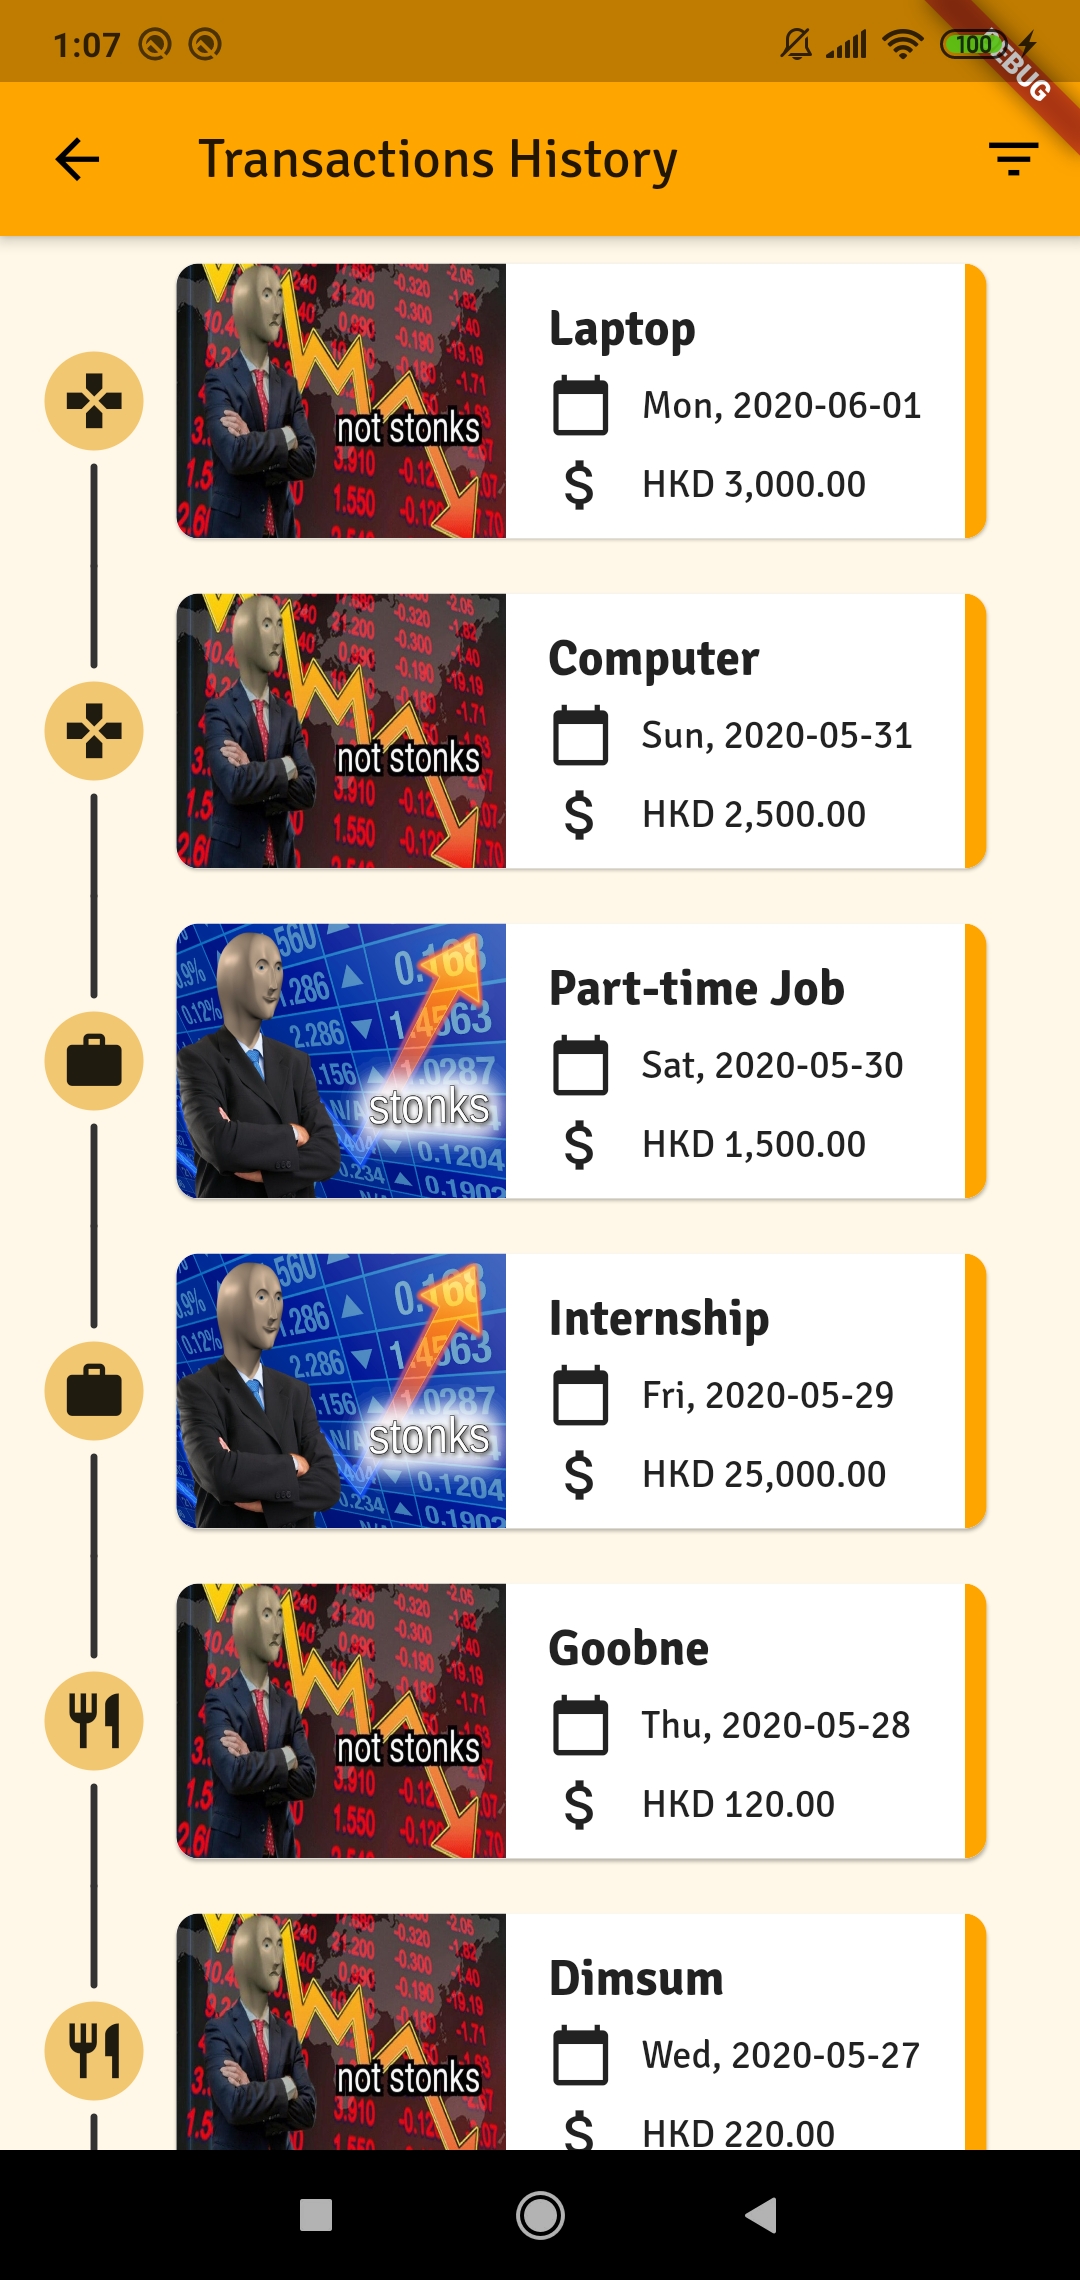 1:07
100
DEBUG
Transactions History
not stonks
Laptop
Mon, 2020-06-01
$ HKD 3,000.00
not stonks
Computer
Sun, 2020-05-31
$ HKD 2,500.00
stonks
Part-time Job
Sat, 2020-05-30
$ HKD 1,500.00
stonks
Internship
Fri, 2020-05-29
$ HKD 25,000.00
not stonks
Goobne
Thu, 2020-05-28
$ HKD 120.00
not stonks
Dimsum
Wed, 2020-05-27
$ HKD 220.00